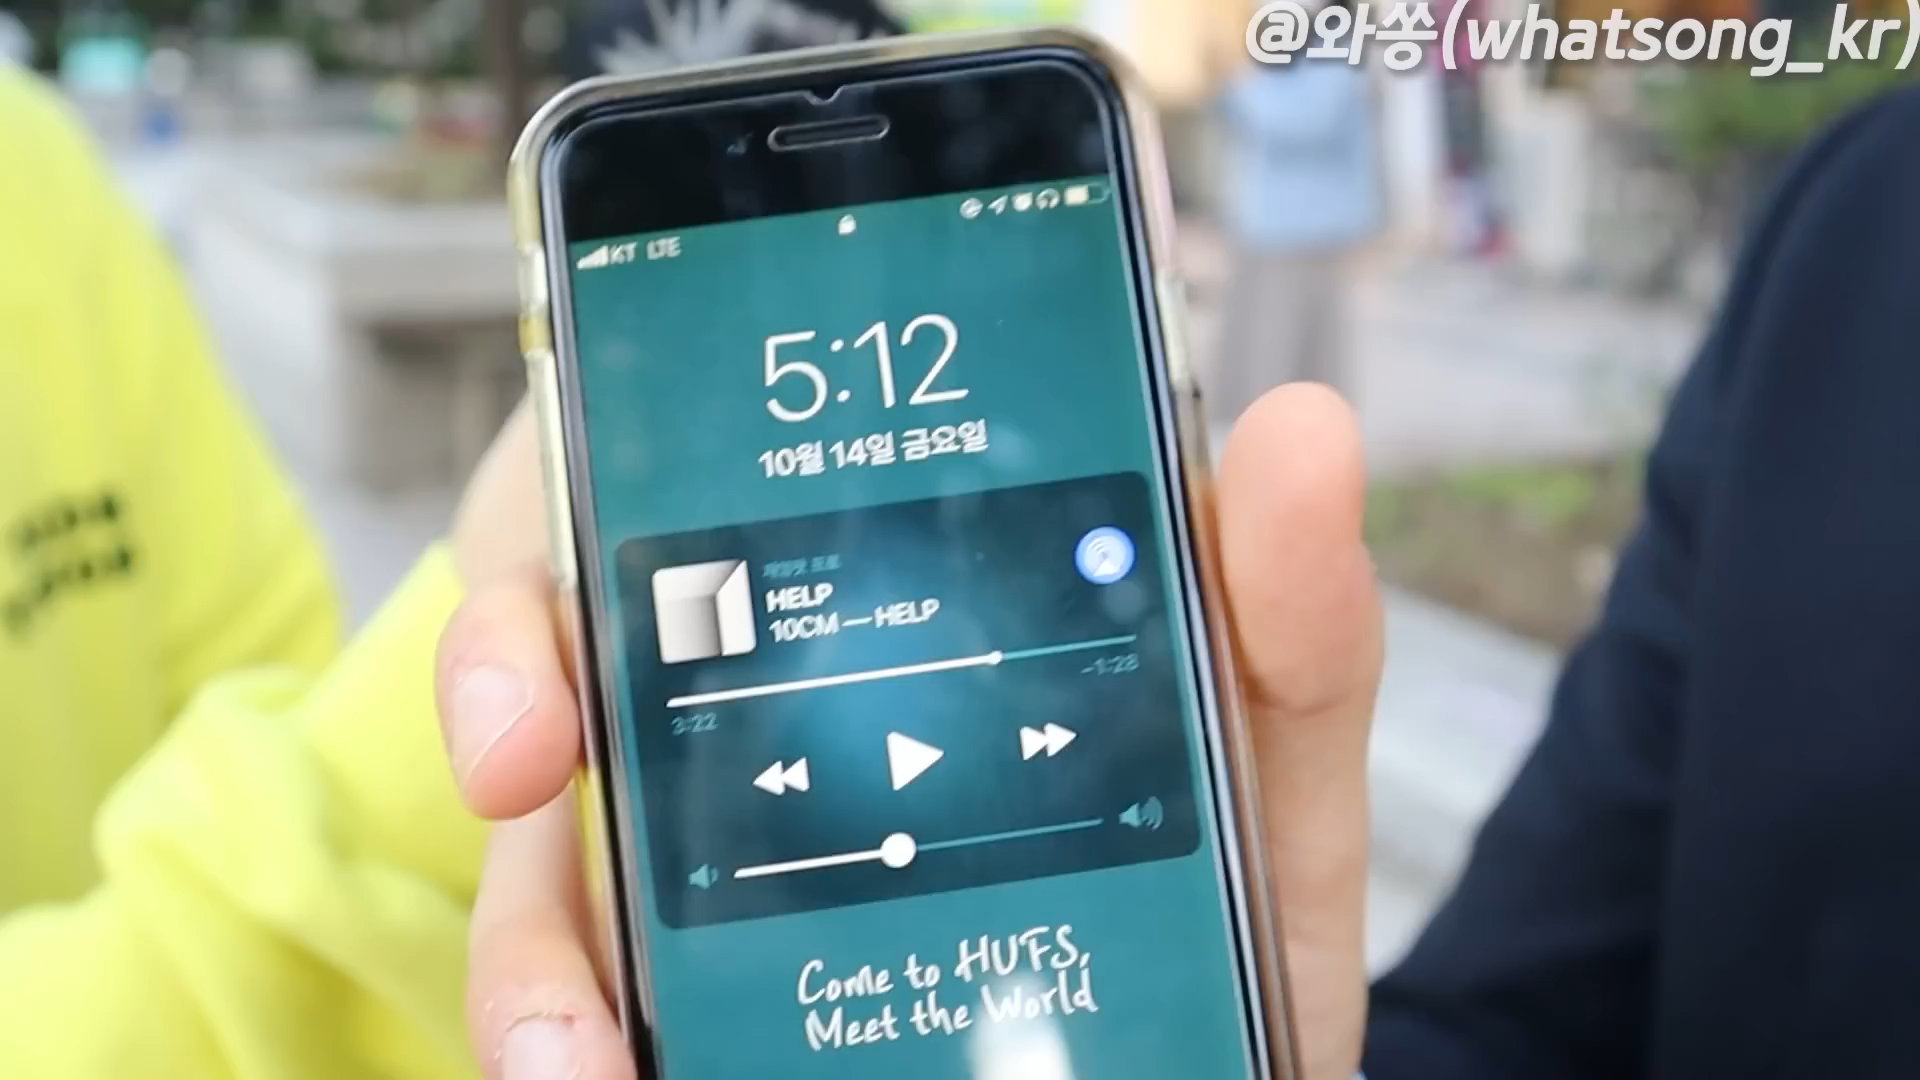 @와쏭(whatsong_kr)
KT LTE
5:12
10월 14일 금요일
HELP
10CM — HELP
3:22
-1:28
Come to HUFS,
Meet the World